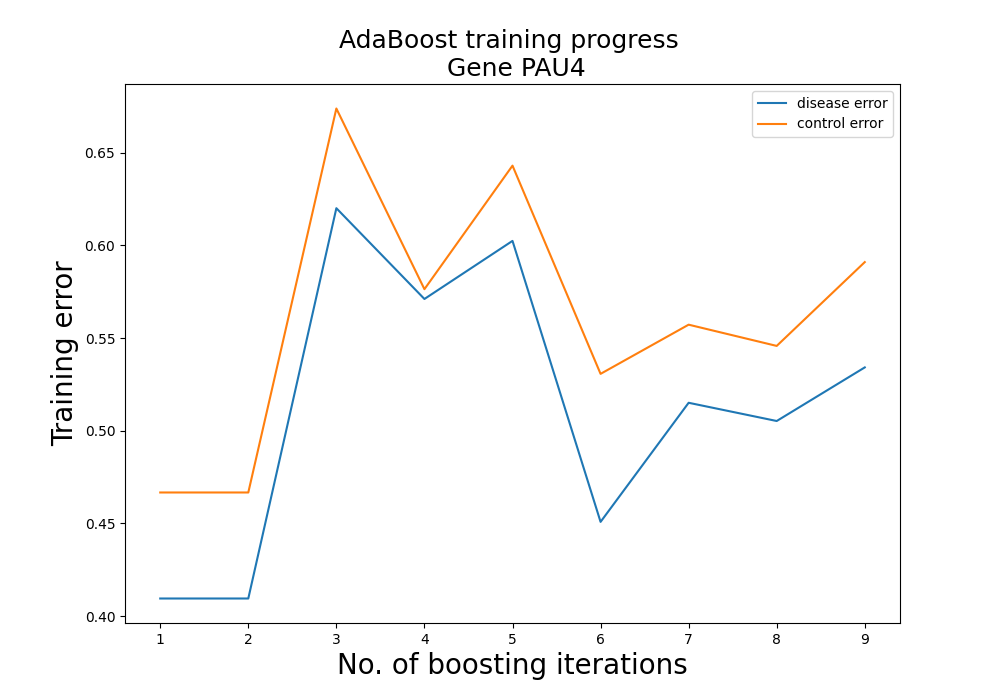 AdaBoost training progress
Gene PAU4
disease error
control error
Training error
0.65
0.60
0.55
0.50
0.45
0.40
1 2 3 4 5 6 7 8 9
No. of boosting iterations